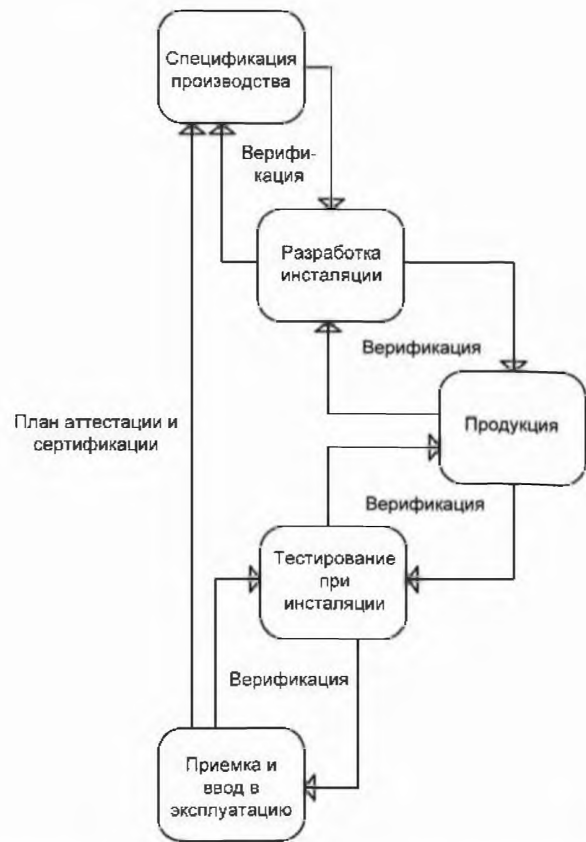 Спецификация
производства
Верифи-
кация
Разработка
инсталяции
Верификация
Продукция
План аттестации и
сертификации
Верификация
Тестирование
при
инсталяции
Верификация
Приемка и
ввод в
эксплуатацию